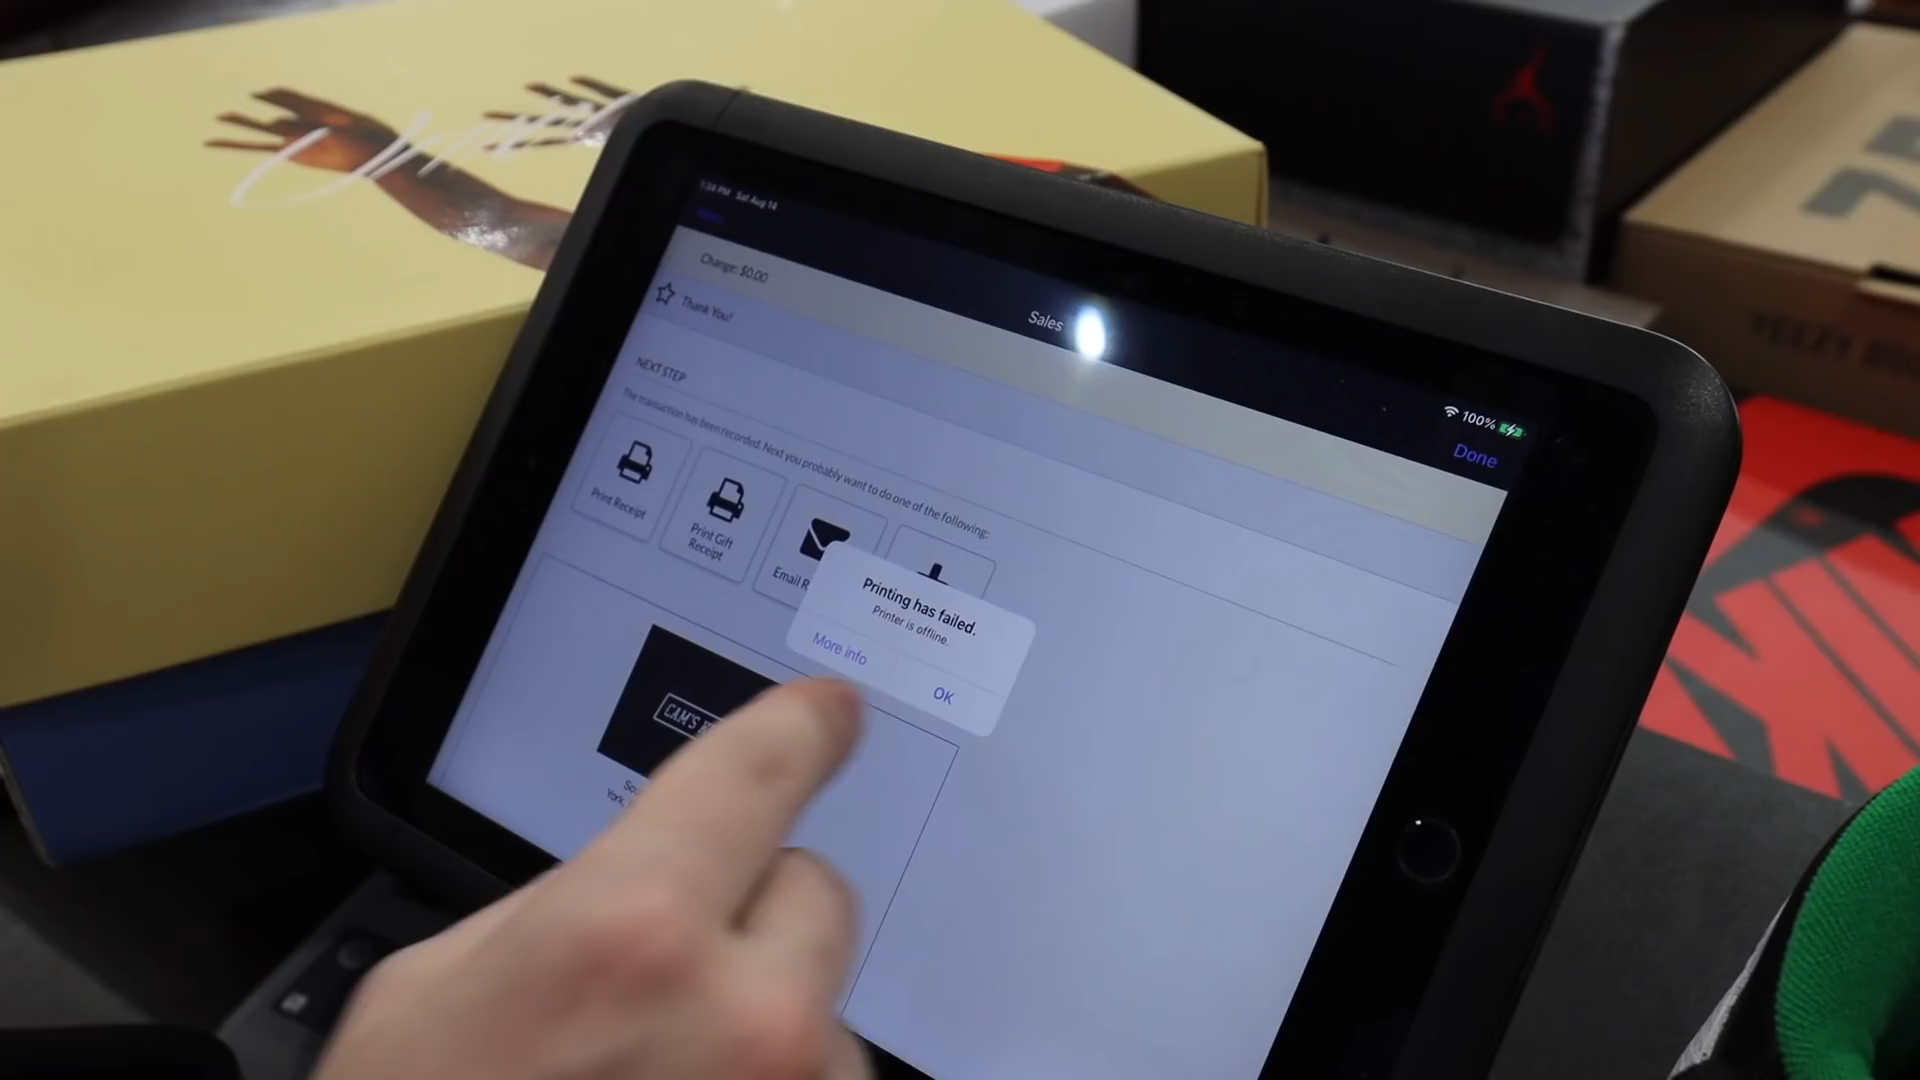 1:34 PM Sat Aug 14
Sales
100%
Done
Change: $0.00
Thank You!
NEXT STEP
The transaction has been recorded. Next you probably want to do one of the following:
Print Receipt
Print Gift
Receipt
Email
Printing has failed.
Printer is offline.
More info
OK
CAM'S
York,
YEEZY